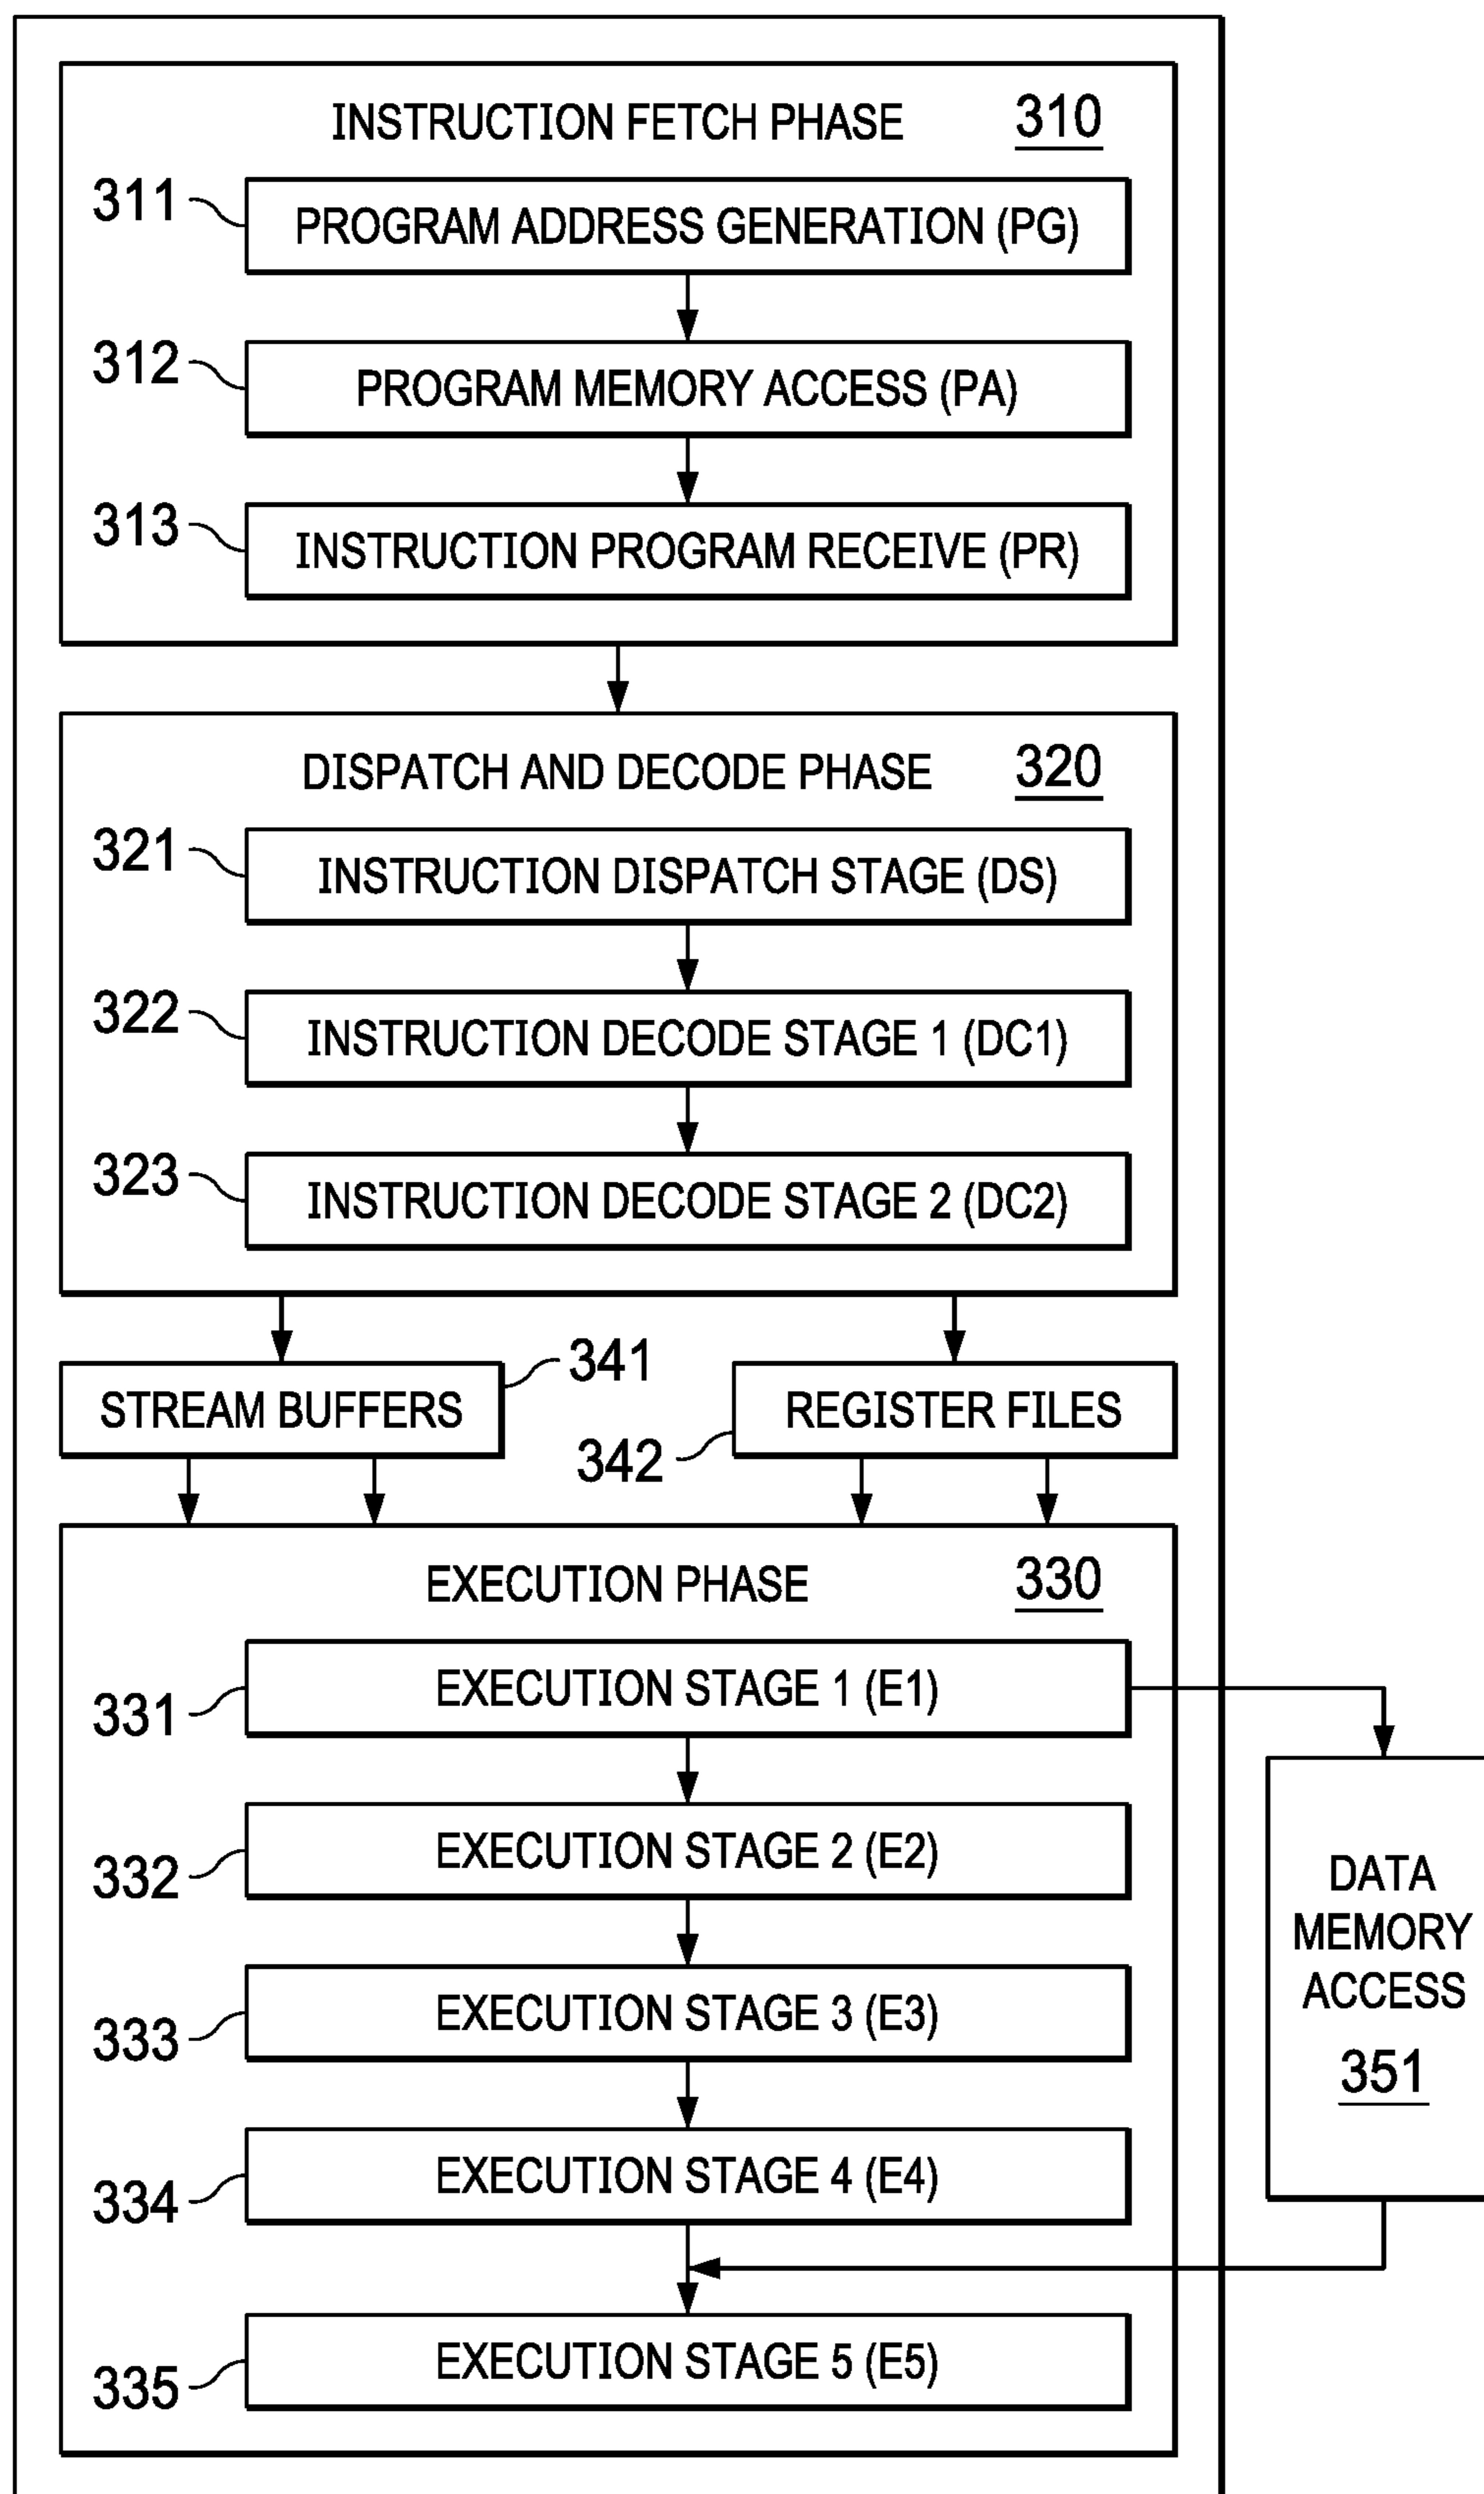 INSTRUCTION FETCH PHASE 310
311 PROGRAM ADDRESS GENERATION (PG)
312 PROGRAM MEMORY ACCESS (PA)
313 INSTRUCTION PROGRAM RECEIVE (PR)
DISPATCH AND DECODE PHASE 320
321 INSTRUCTION DISPATCH STAGE (DS)
322 INSTRUCTION DECODE STAGE 1 (DC1)
323 INSTRUCTION DECODE STAGE 2 (DC2)
STREAM BUFFERS 341
342 REGISTER FILES
EXECUTION PHASE 330
331 EXECUTION STAGE 1 (E1)
332 EXECUTION STAGE 2 (E2)
333 EXECUTION STAGE 3 (E3)
334 EXECUTION STAGE 4 (E4)
335 EXECUTION STAGE 5 (E5)
DATA
MEMORY
ACCESS
351